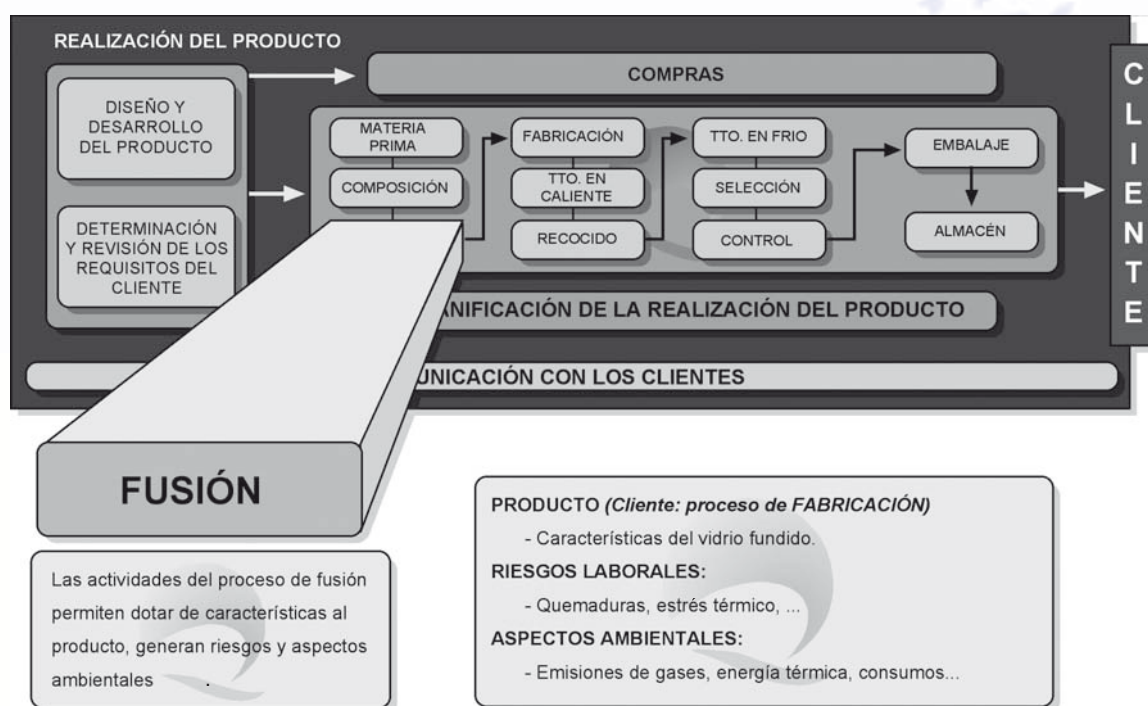 REALIZACIÓN DEL PRODUCTO
DISEÑO Y
DESARROLLO
DEL PRODUCTO
DETERMINACIÓN
Y REVISIÓN DE LOS
REQUISITOS DEL
CLIENTE
COMPRAS
MATERIA
PRIMA
COMPOSICIÓN
FABRICACIÓN
TTO. EN
CALIENTE
RECOCIDO
TTO. EN FRIO
SELECCIÓN
CONTROL
EMBALAJE
ALMACÉN
CLIENTE
ANIFICACIÓN DE LA REALIZACIÓN DEL PRODUCTO
UNICACIÓN CON LOS CLIENTES
FUSIÓN
Las actividades del proceso de fusión
permiten dotar de características al
producto, generan riesgos y aspectos
ambientales .
PRODUCTO (Cliente: proceso de FABRICACIÓN)
- Características del vidrio fundido.
RIESGOS LABORALES:
- Quemaduras, estrés térmico, ...
ASPECTOS AMBIENTALES:
- Emisiones de gases, energía térmica, consumos...